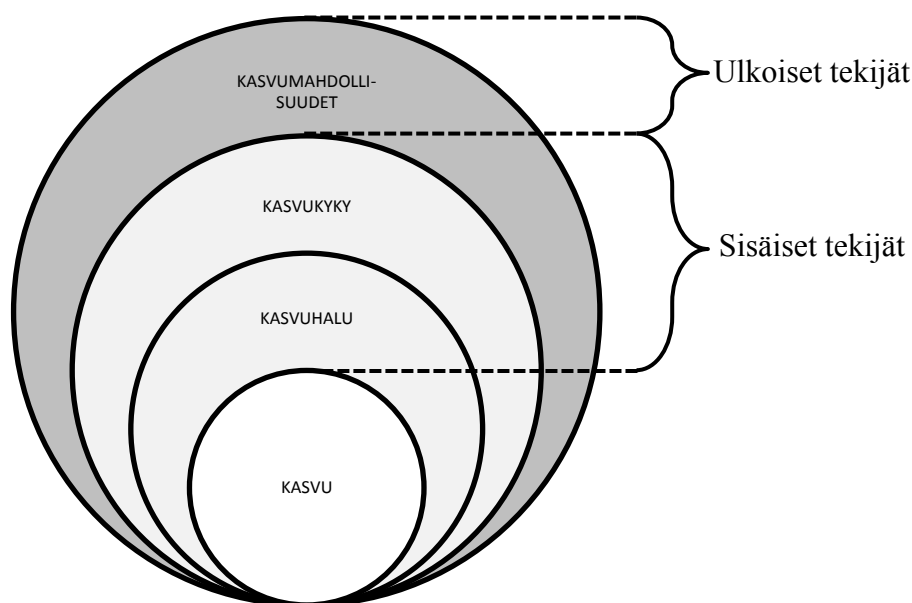 KASVUMAHDOLLI-
SUUDET
Ulkoiset tekijät
KASVUKYKY
Sisäiset tekijät
KASVUHALU
KASVU